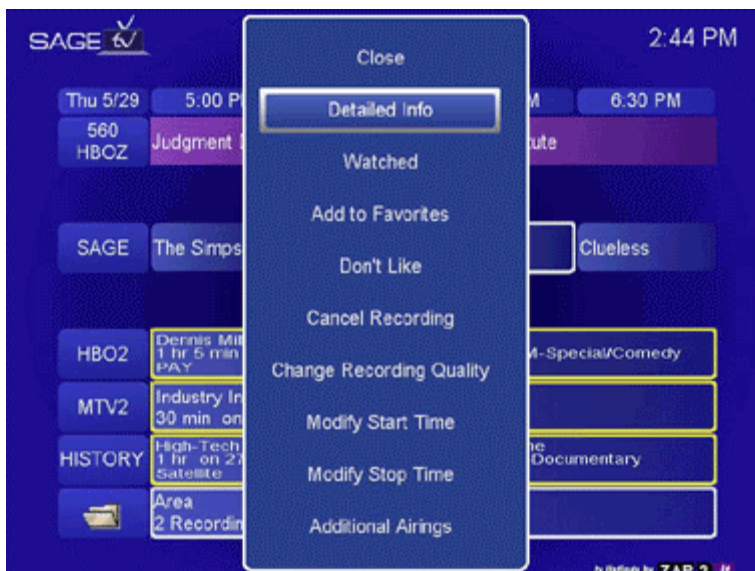 SAGE tv
2:44 PM
Close
Thu 5/29
5:00
6:30 PM
Detailed Info
560
HBOZ
Judgment
Watched
Add to Favorites
SAGE
The Simps
Clueless
Don't Like
Cancel Recording
HBO2
Dennis Mil
1 hr 5 min
PAY
M-Special/Comedy
Change Recording Quality
MTV2
Industry In
30 min on
Modify Start Time
HISTORY
High-Tech
1 hr on 27
Satellite
Documentary
Modify Stop Time
Area
2 Recordin
Additional Airings